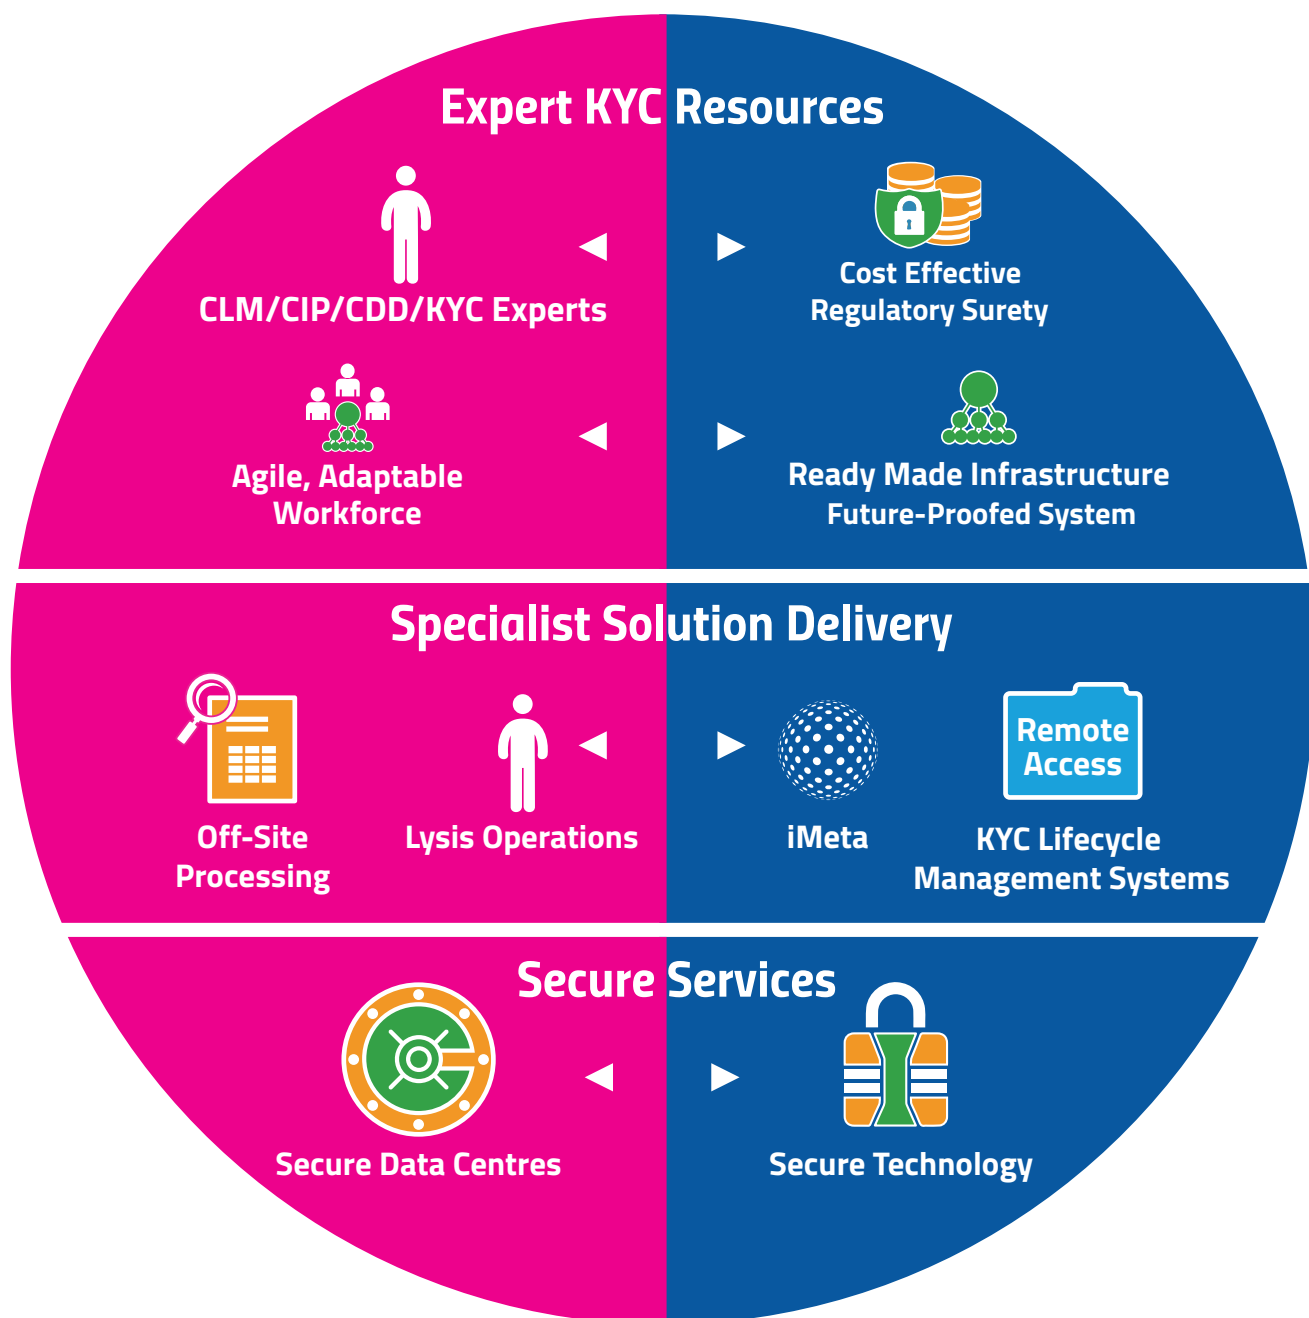 Expert KYC Resources
CLM/CIP/CDD/KYC Experts
Cost Effective
Regulatory Surety
Agile, Adaptable
Workforce
Ready Made Infrastructure
Future-Proofed System
Specialist Solution Delivery
Off-Site
Processing
Lysis Operations
iMeta
Remote
Access
KYC Lifecycle
Management Systems
Secure Services
Secure Data Centres
Secure Technology